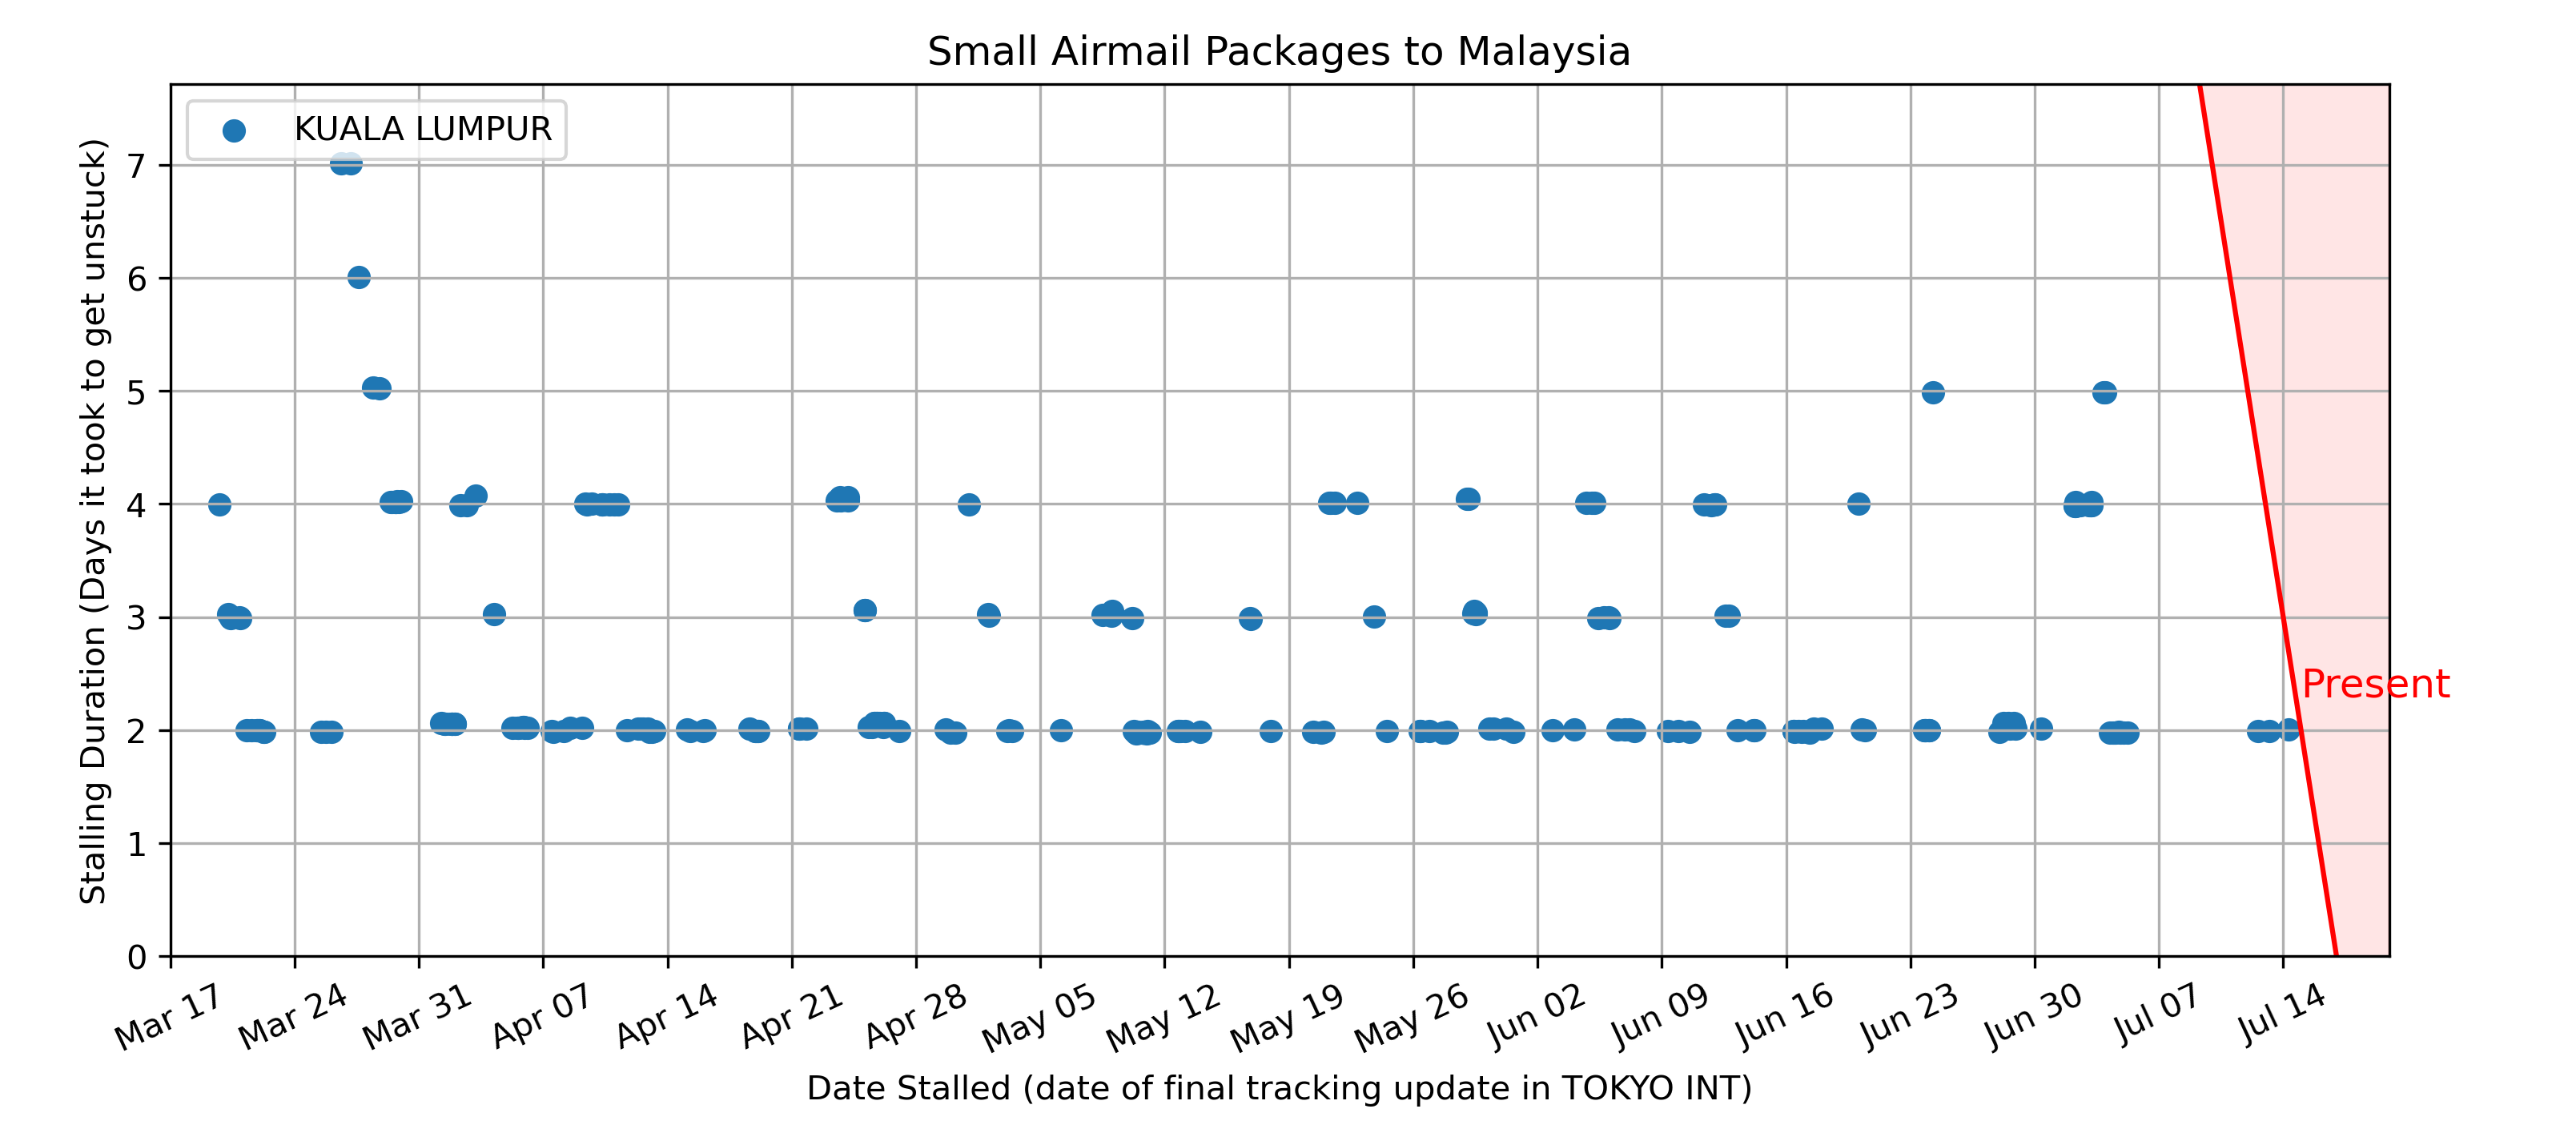 Small Airmail Packages to Malaysia
KUALA LUMPUR
Stalling Duration (Days it took to get unstuck)
7
6
5
4
3
2
1
0
Present
Mar 17
Mar 24
Mar 31
Apr 07
Apr 14
Apr 21
Apr 28
May 05
May 12
May 19
May 26
Jun 02
Jun 09
Jun 16
Jun 23
Jun 30
Jul 07
Jul 14
Date Stalled (date of final tracking update in TOKYO INT)